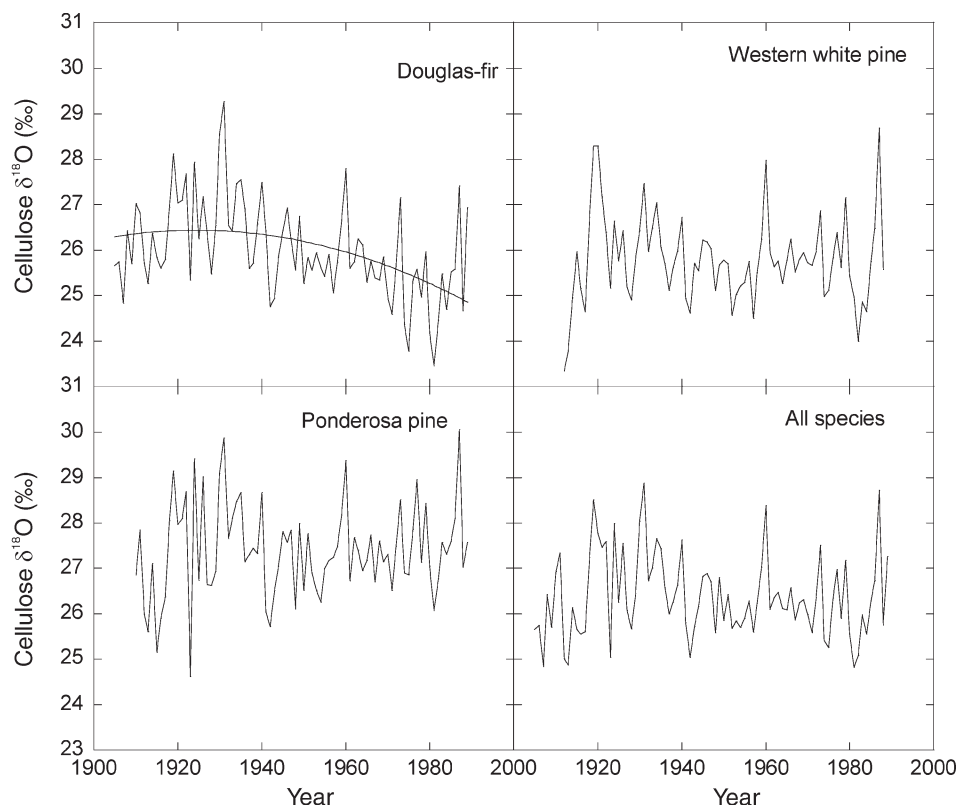 31
30
29
28
27
26
25
24
31
30
29
28
27
26
25
24
23
Cellulose δ¹⁸O (‰)
Cellulose δ¹⁸O (‰)
Douglas-fir
Western white pine
Ponderosa pine
All species
1900 1920 1940 1960 1980 2000 1920 1940 1960 1980 2000
Year Year